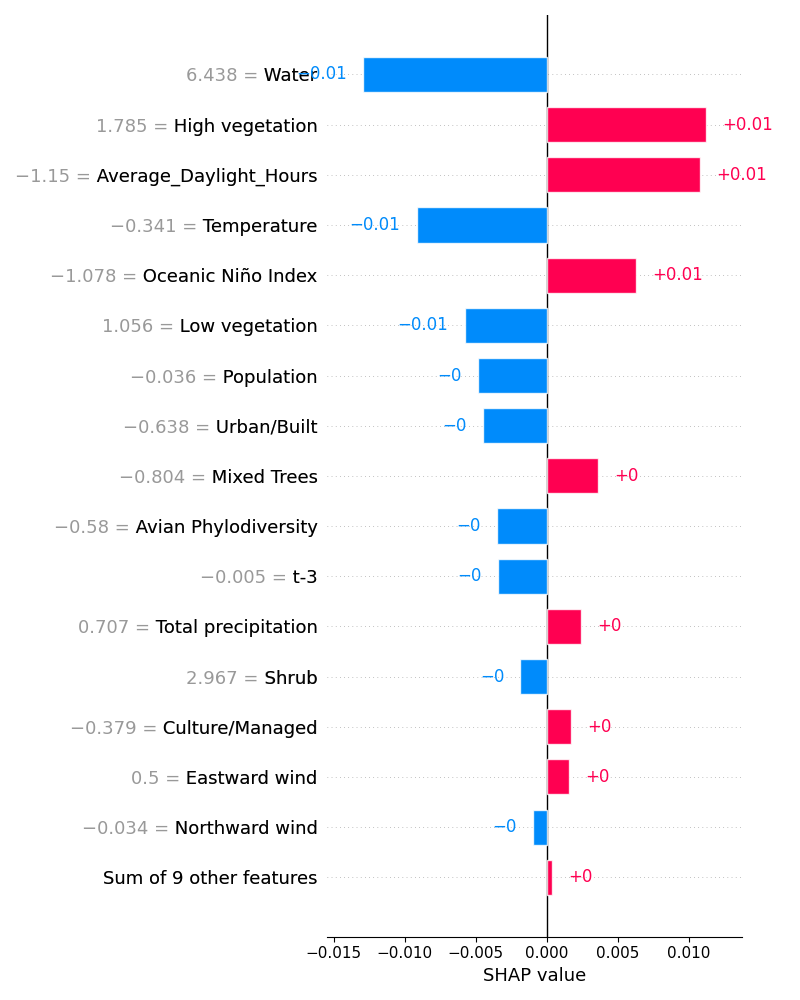 6.438 = Water −0.01
1.785 = High vegetation +0.01
−1.15 = Average_Daylight_Hours +0.01
−0.341 = Temperature −0.01
−1.078 = Oceanic Niño Index +0.01
1.056 = Low vegetation −0.01
−0.036 = Population −0
−0.638 = Urban/Built −0
−0.804 = Mixed Trees +0
−0.58 = Avian Phylodiversity −0
−0.005 = t-3 −0
0.707 = Total precipitation +0
2.967 = Shrub −0
−0.379 = Culture/Managed +0
0.5 = Eastward wind +0
−0.034 = Northward wind −0
Sum of 9 other features +0
−0.015 −0.010 −0.005 0.000 0.005 0.010
SHAP value